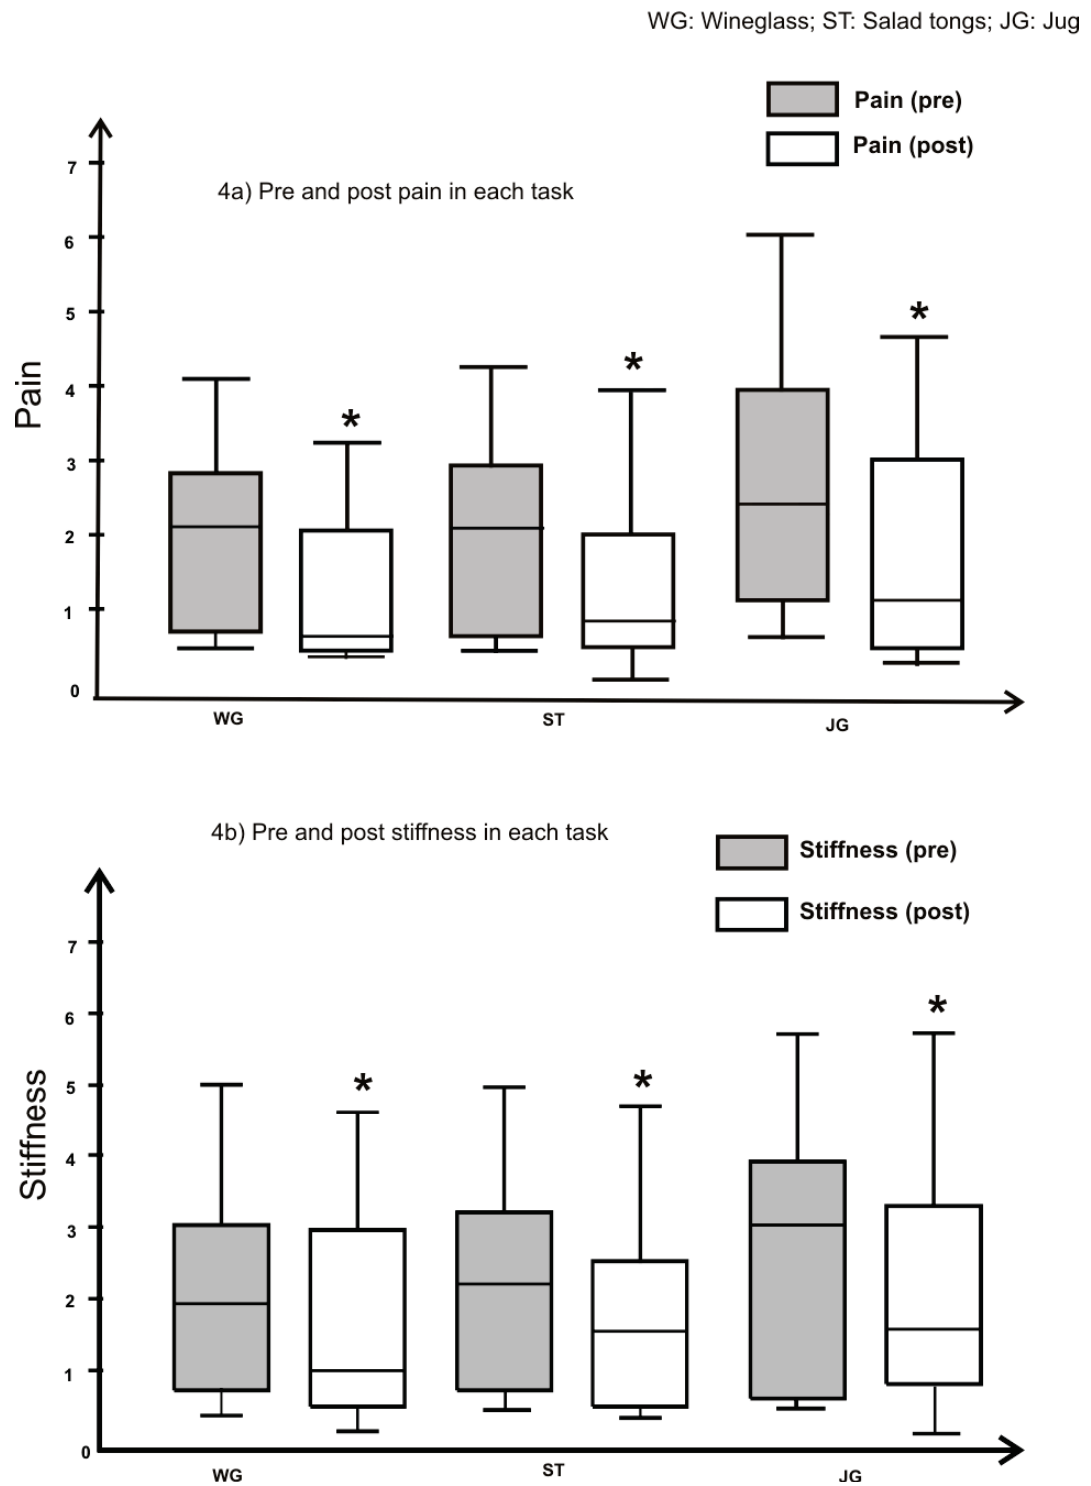 WG: Wineglass; ST: Salad tongs; JG: Jug
Pain (pre)
Pain (post)
4a) Pre and post pain in each task
7
6
5
4
3
2
1
0
Pain
*
*
*
WG
ST
JG
4b) Pre and post stiffness in each task
Stiffness (pre)
Stiffness (post)
7
6
5
4
3
2
1
0
Stiffness
*
*
*
WG
ST
JG